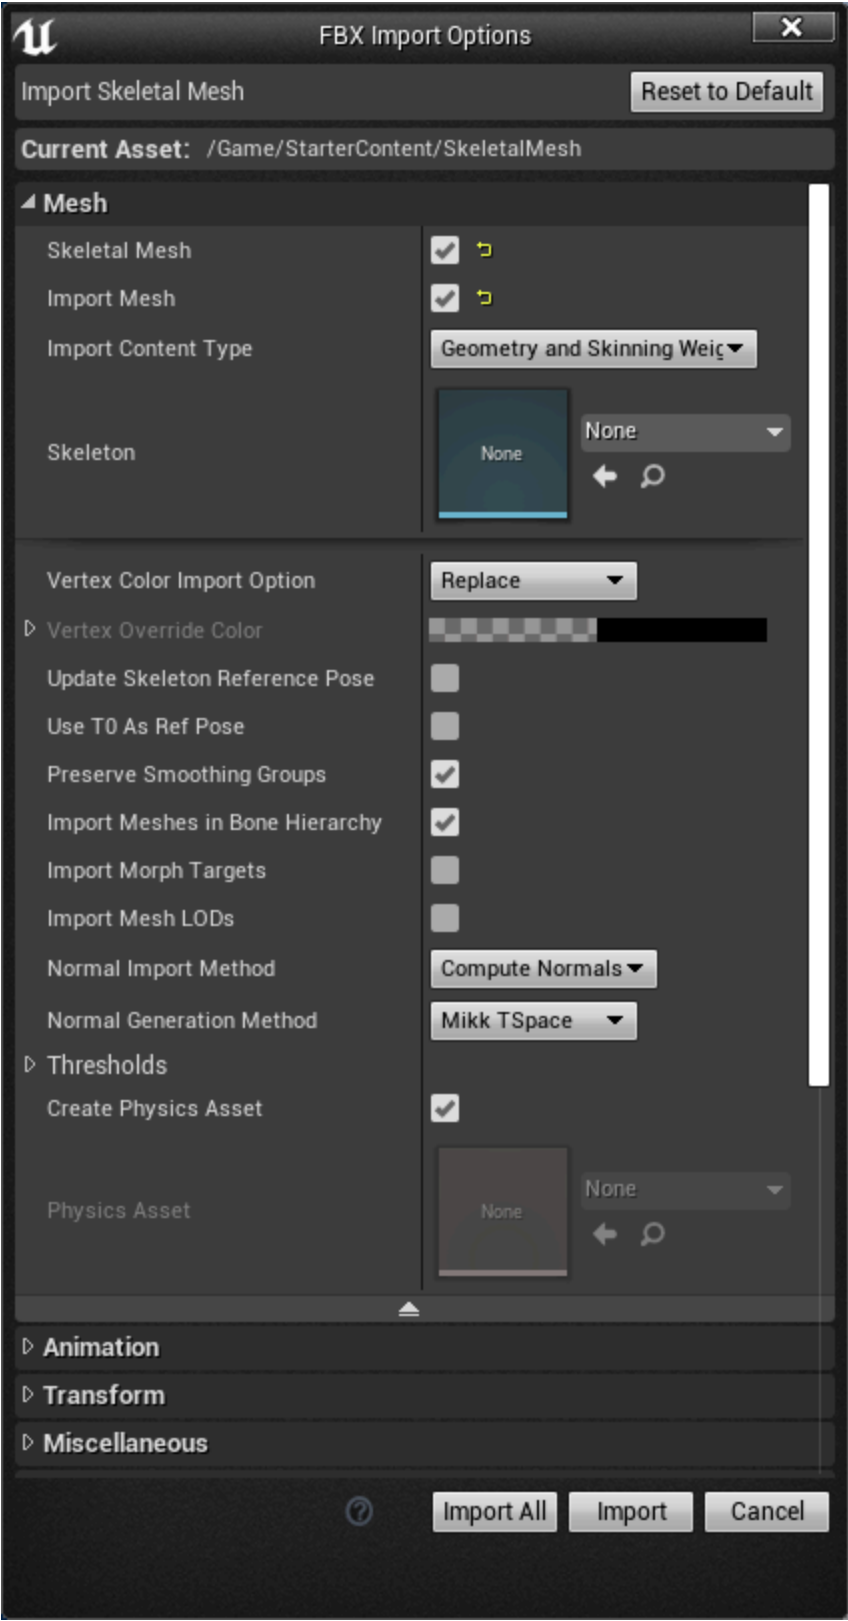 FBX Import Options
Import Skeletal Mesh
Reset to Default
Current Asset: /Game/StarterContent/SkeletalMesh
Mesh
Skeletal Mesh
Import Mesh
Import Content Type
Geometry and Skinning Weig
Skeleton
None
None
Vertex Color Import Option
Replace
Vertex Override Color
Update Skeleton Reference Pose
Use T0 As Ref Pose
Preserve Smoothing Groups
Import Meshes in Bone Hierarchy
Import Morph Targets
Import Mesh LODs
Normal Import Method
Compute Normals
Normal Generation Method
Mikk TSpace
Thresholds
Create Physics Asset
Physics Asset
None
None
Animation
Transform
Miscellaneous
?
Import All
Import
Cancel